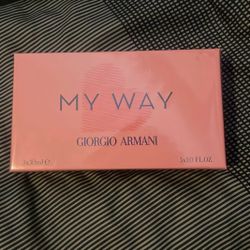 MY WAY
GIORGIO ARMANI
3x30ml ℮ 3x1.0 FL.OZ